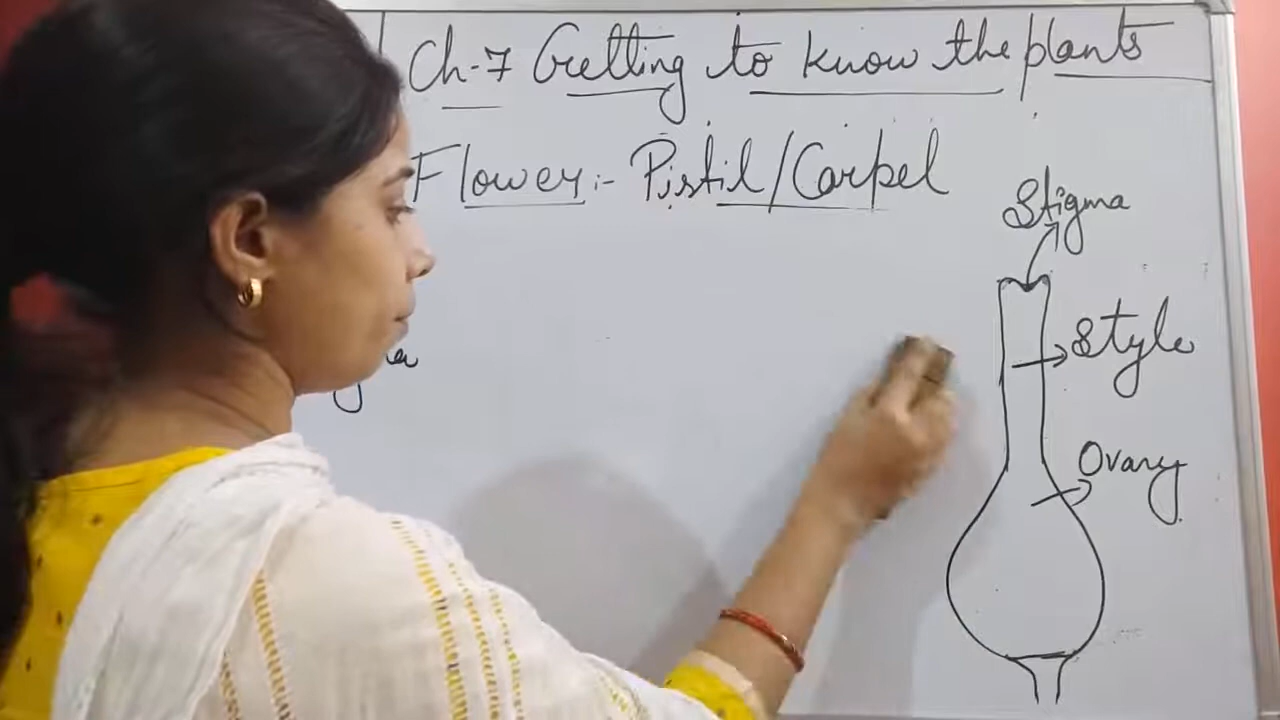 Ch-7 Getting to know the plants
Flower:- Pistil/Carpel
Stigma
Style
Ovary